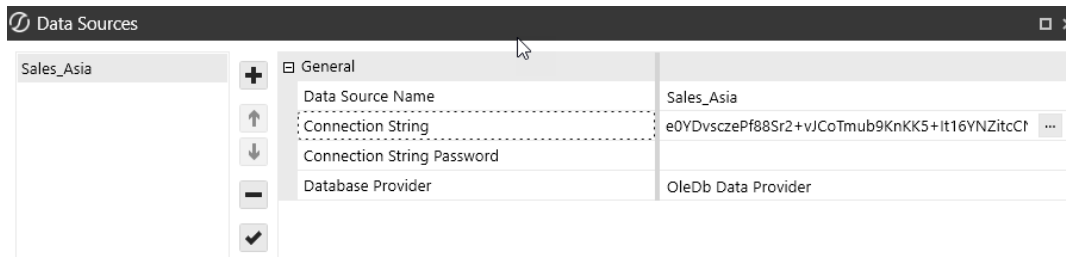 Data Sources
Sales_Asia
General
Data Source Name Sales_Asia
Connection String e0YDvsczePf88Sr2+vJCoTmub9KnKK5+It16YNZitcCM ...
Connection String Password
Database Provider OleDb Data Provider